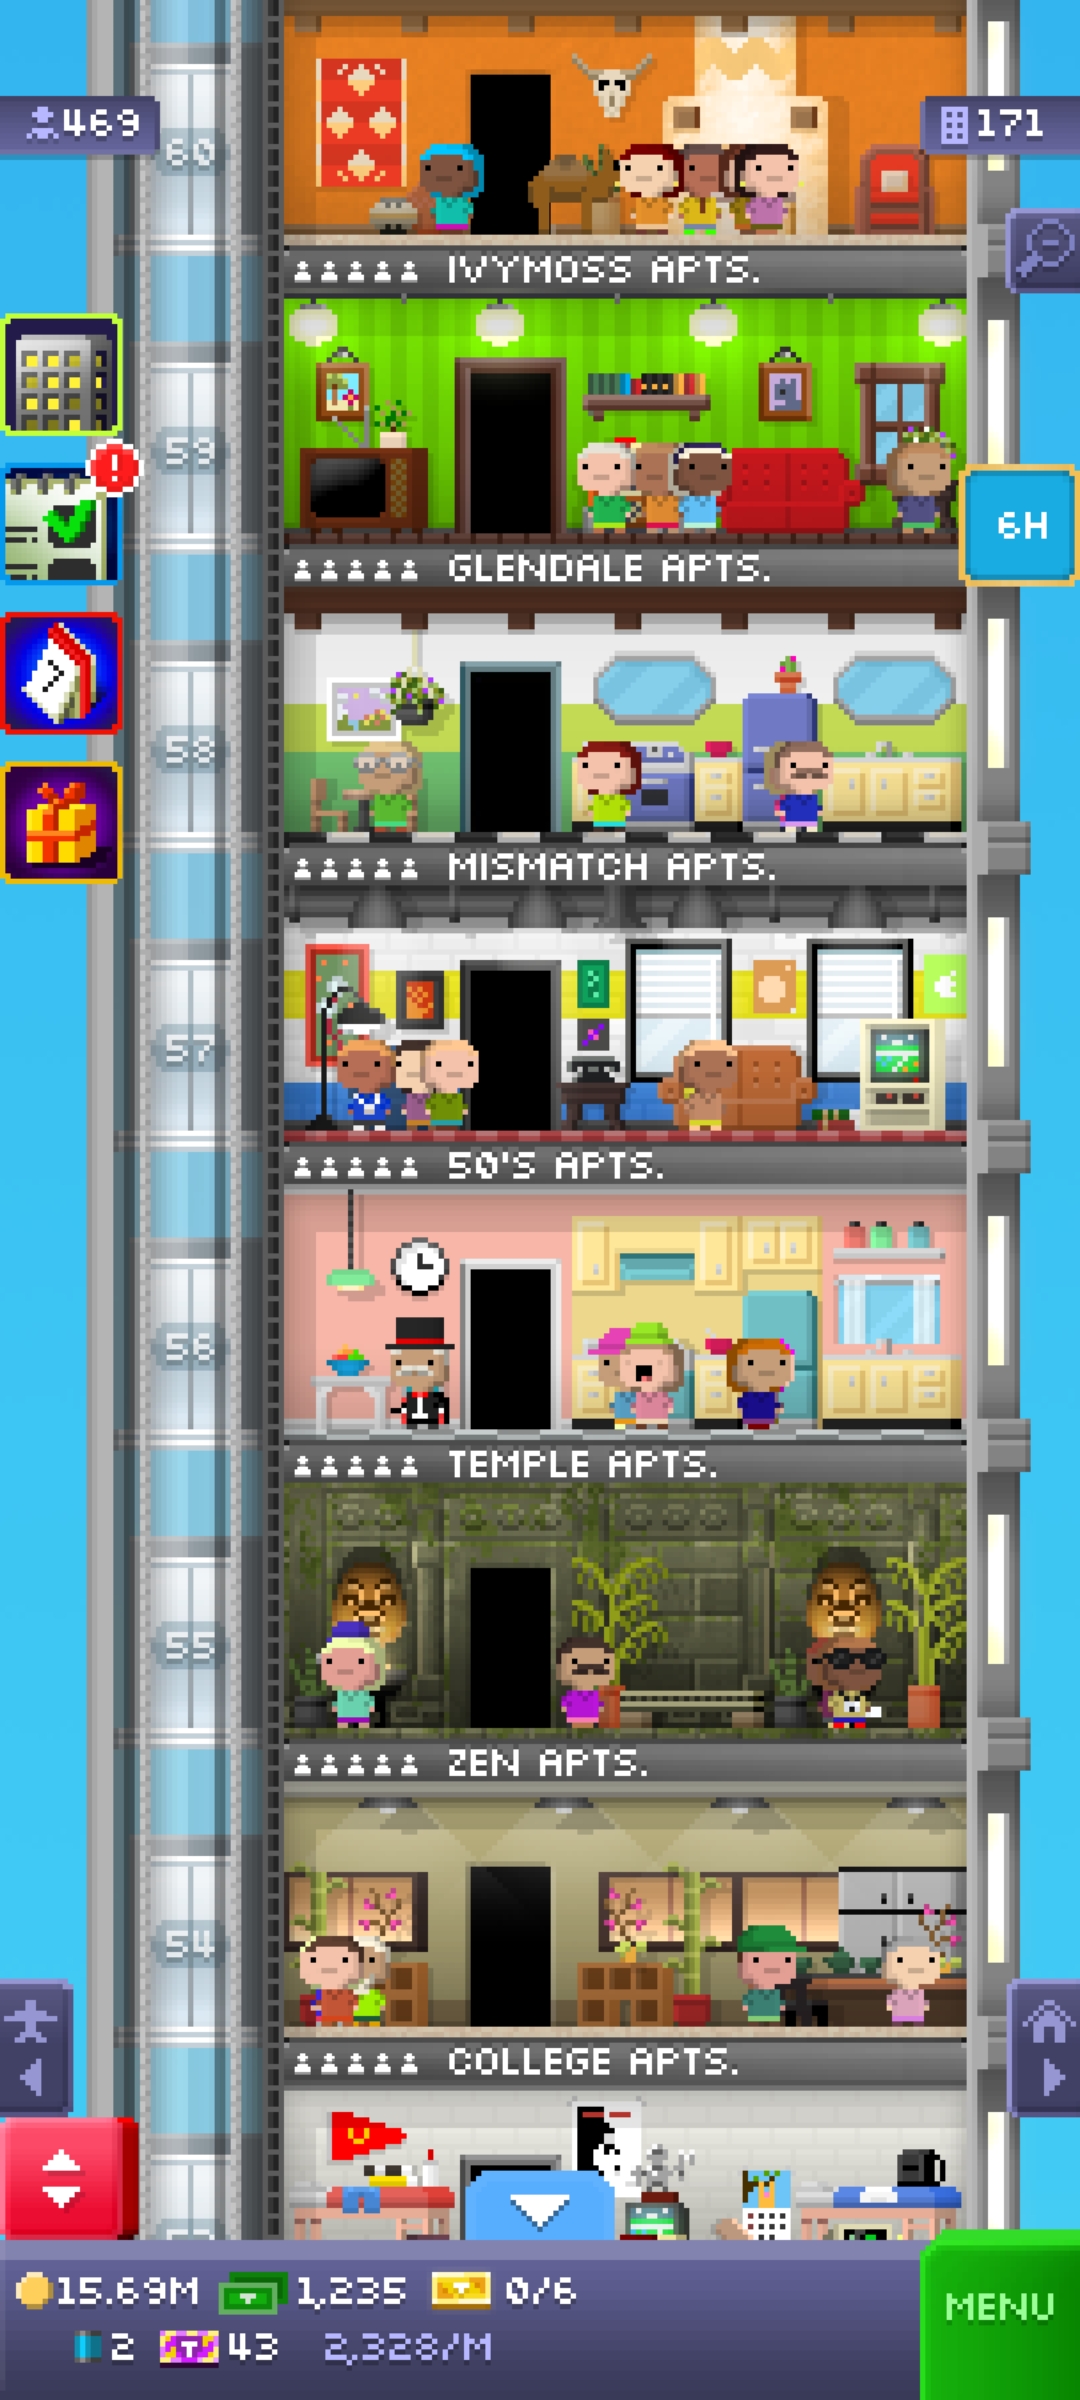 469
171
60
IVYMOSS APTS.
59
6H
GLENDALE APTS.
58
MISMATCH APTS.
57
50'S APTS.
56
TEMPLE APTS.
55
ZEN APTS.
54
COLLEGE APTS.
15.69M 1,235 0/6
2 43 2,328/M
MENU